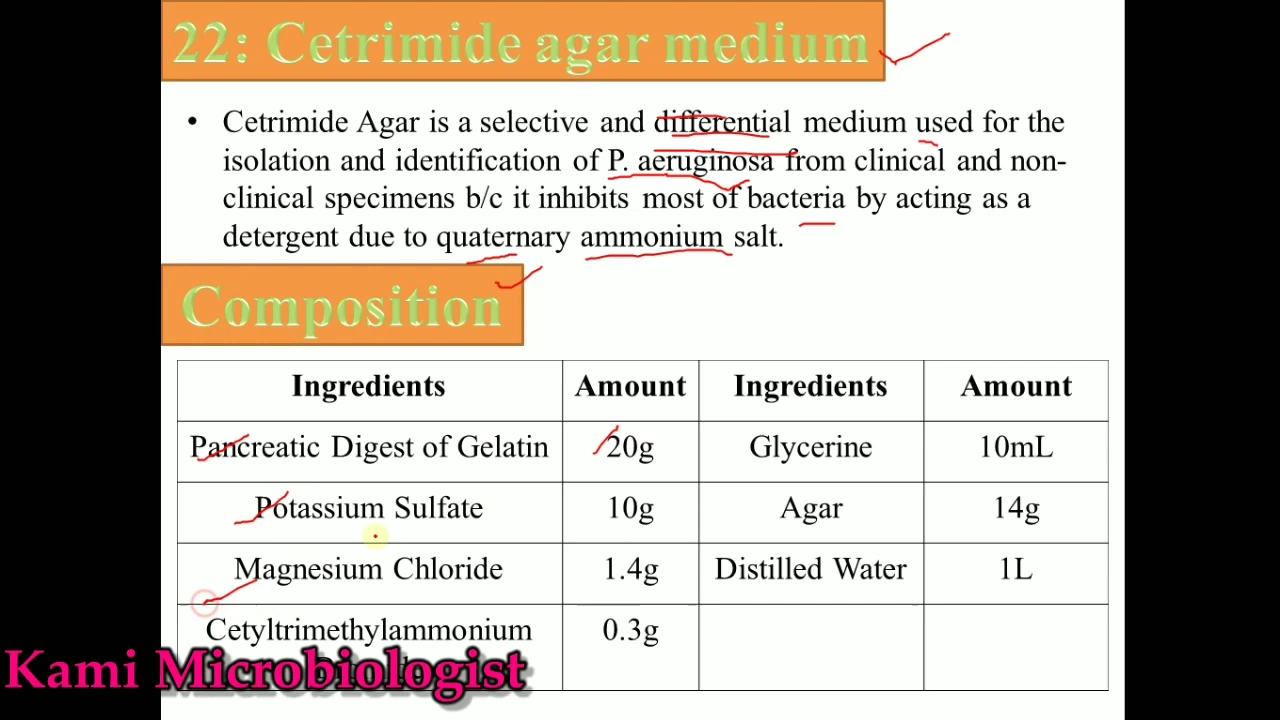 22: Cetrimide agar medium
• Cetrimide Agar is a selective and differential medium used for the
isolation and identification of P. aeruginosa from clinical and non-
clinical specimens b/c it inhibits most of bacteria by acting as a
detergent due to quaternary ammonium salt.
Composition
Ingredients Amount Ingredients Amount
Pancreatic Digest of Gelatin 20g Glycerine 10mL
Potassium Sulfate 10g Agar 14g
Magnesium Chloride 1.4g Distilled Water 1L
Cetyltrimethylammonium 0.3g
Kami Microbiologist